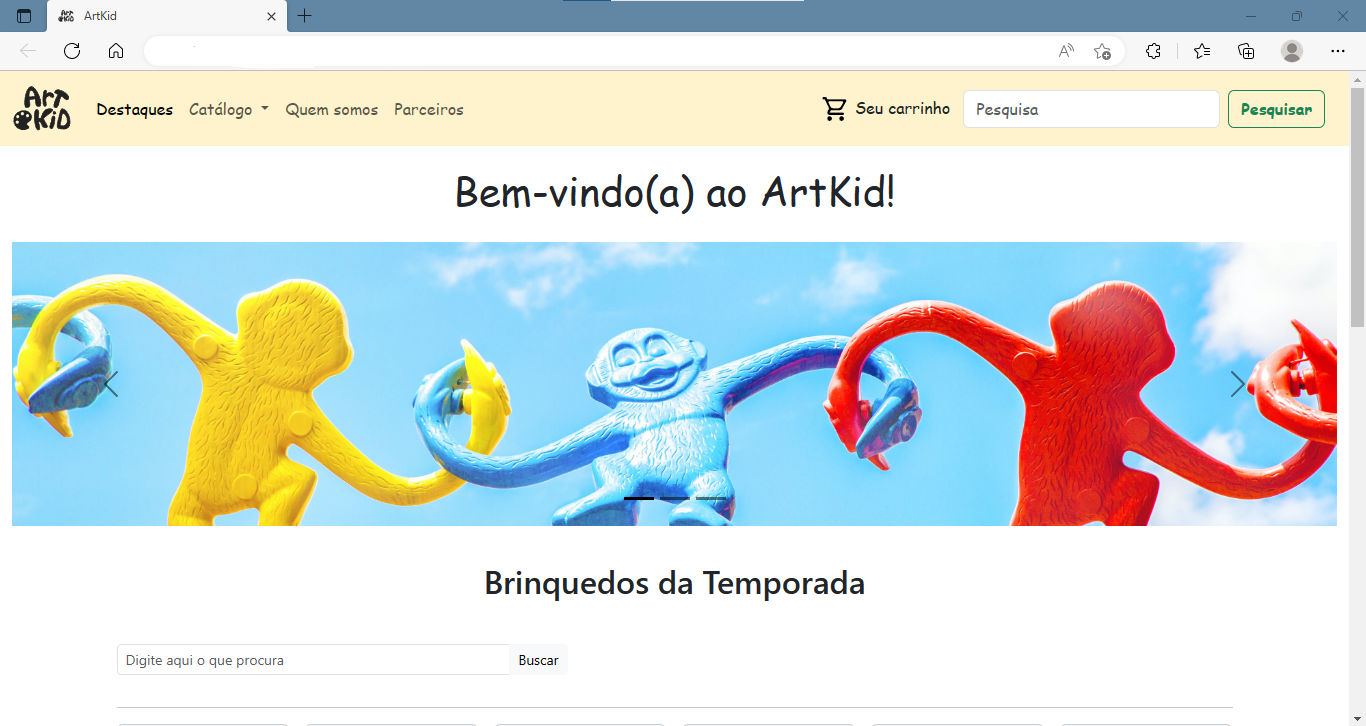 ArtKid
ART KID
Destaques
Catálogo
Quem somos
Parceiros
Seu carrinho
Pesquisa
Pesquisar
Bem-vindo(a) ao ArtKid!
Brinquedos da Temporada
Digite aqui o que procura
Buscar